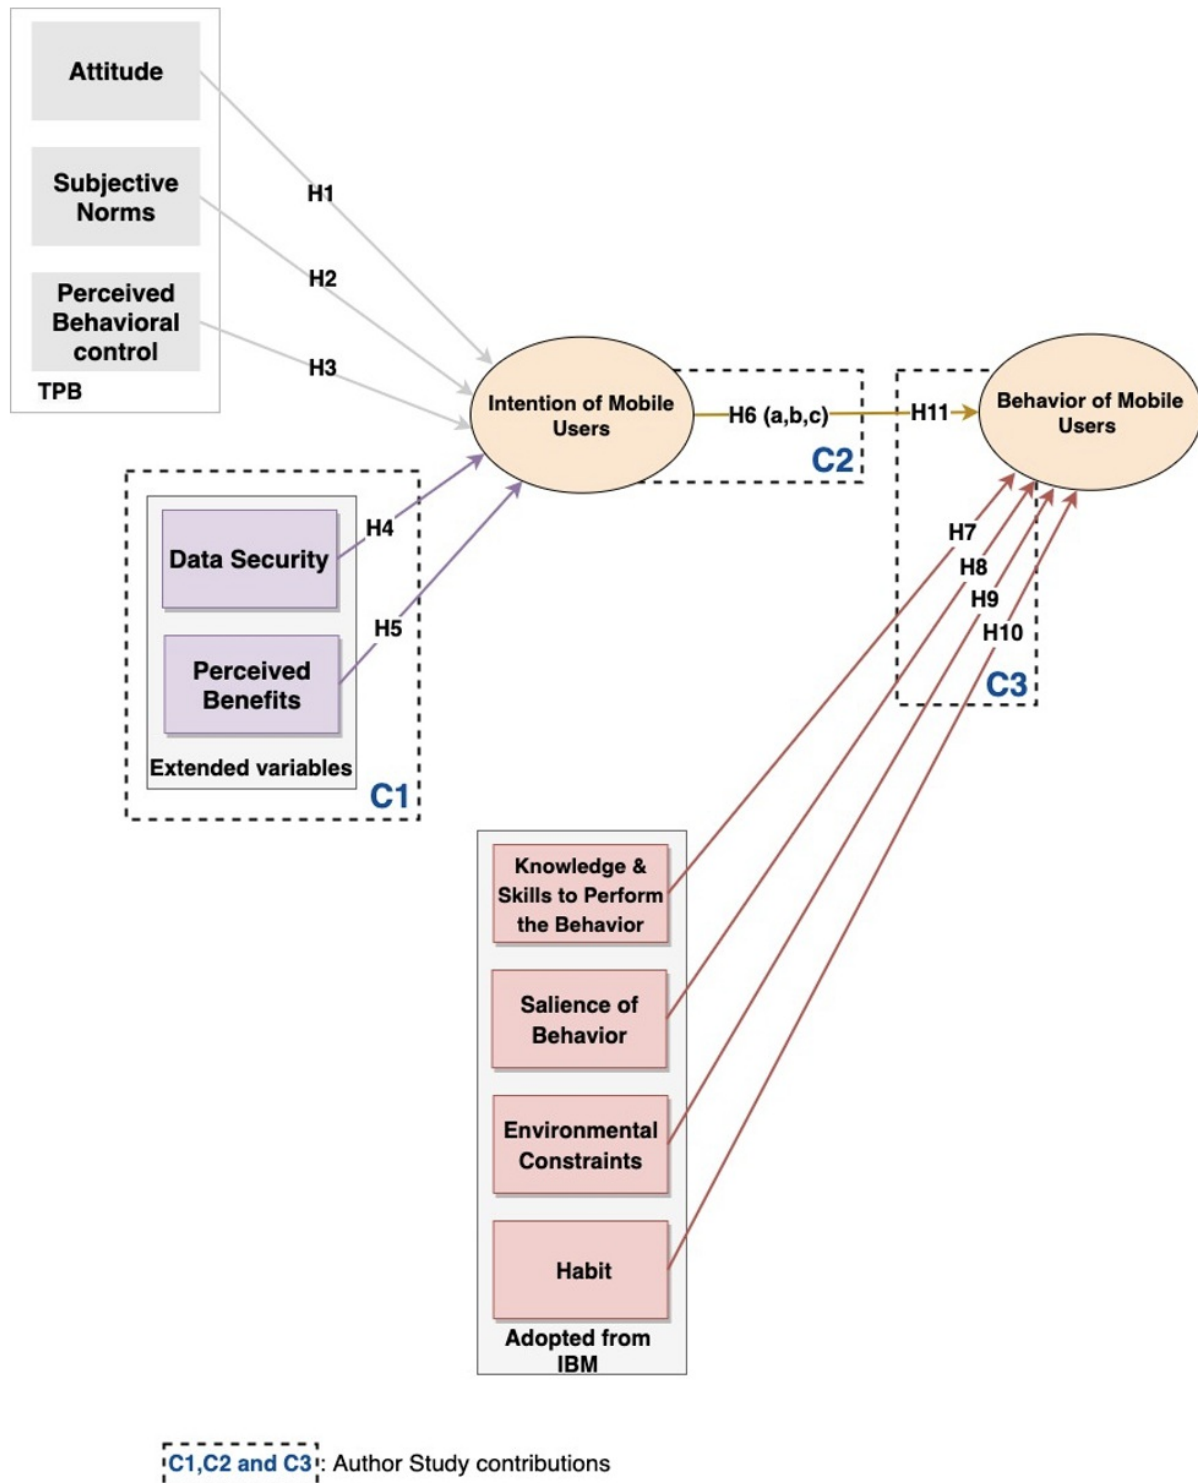 Attitude
Subjective
Norms
Perceived
Behavioral
control
TPB
H1
H2
H3
Intention of Mobile
Users
H6 (a,b,c)
C2
H11
Behavior of Mobile
Users
H4
H5
Data Security
Perceived
Benefits
Extended variables
C1
H7
H8
H9
H10
C3
Knowledge &
Skills to Perform
the Behavior
Salience of
Behavior
Environmental
Constraints
Habit
Adopted from
IBM
C1,C2 and C3 : Author Study contributions